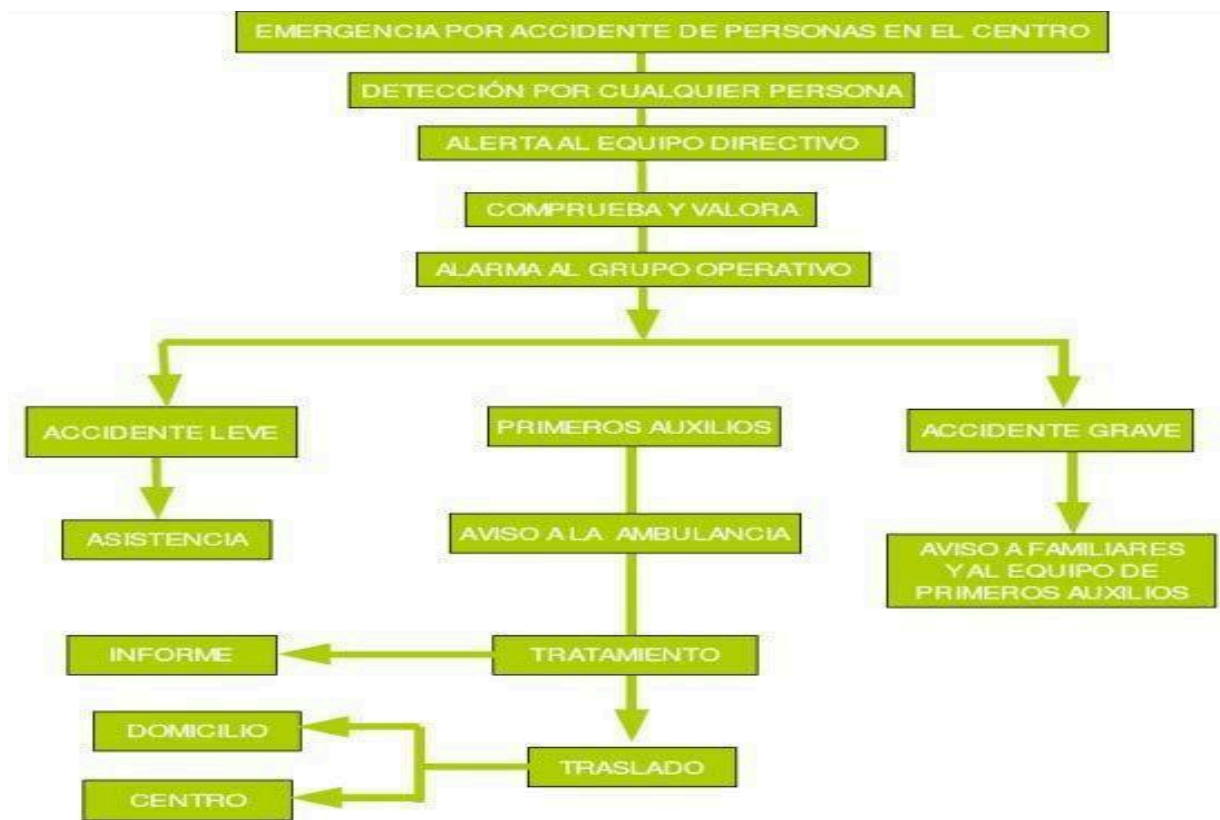 EMERGENCIA POR ACCIDENTE DE PERSONAS EN EL CENTRO
DETECCIÓN POR CUALQUIER PERSONA
ALERTA AL EQUIPO DIRECTIVO
COMPRUEBA Y VALORA
ALARMA AL GRUPO OPERATIVO
ACCIDENTE LEVE
PRIMEROS AUXILIOS
ACCIDENTE GRAVE
ASISTENCIA
AVISO A LA AMBULANCIA
AVISO A FAMILIARES
Y AL EQUIPO DE
PRIMEROS AUXILIOS
INFORME
TRATAMIENTO
DOMICILIO
TRASLADO
CENTRO